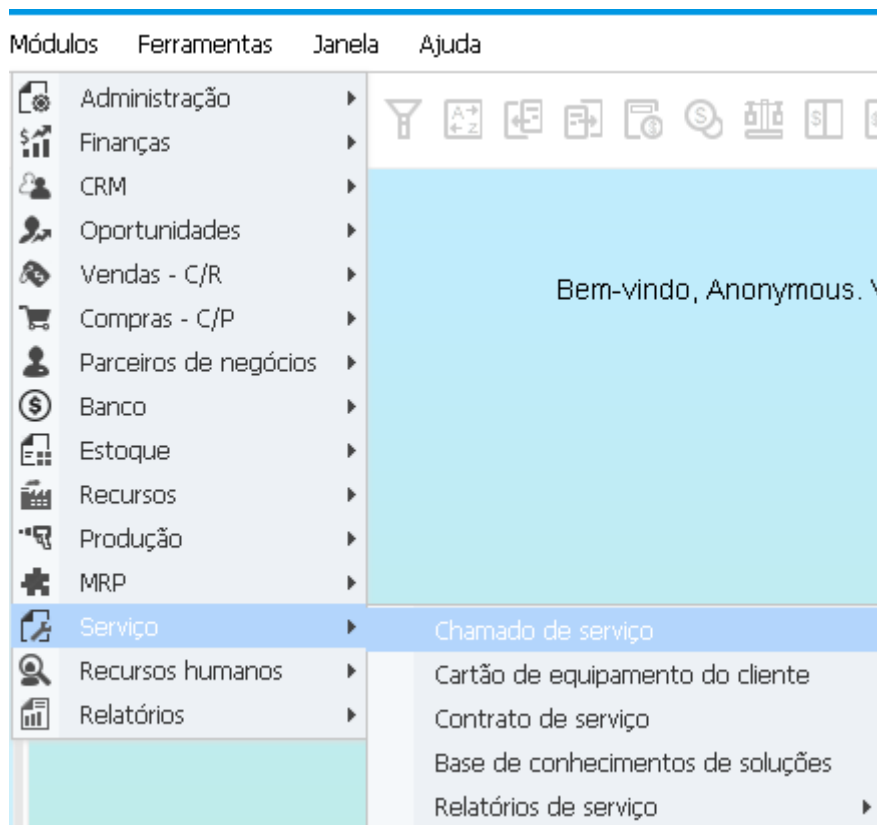 Módulos Ferramentas Janela Ajuda
Administração
Finanças
CRM
Oportunidades
Vendas - C/R
Bem-vindo, Anonymous.
Compras - C/P
Parceiros de negócios
Banco
Estoque
Recursos
Produção
MRP
Serviço
Chamado de serviço
Recursos humanos
Cartão de equipamento do cliente
Relatórios
Contrato de serviço
Base de conhecimentos de soluções
Relatórios de serviço